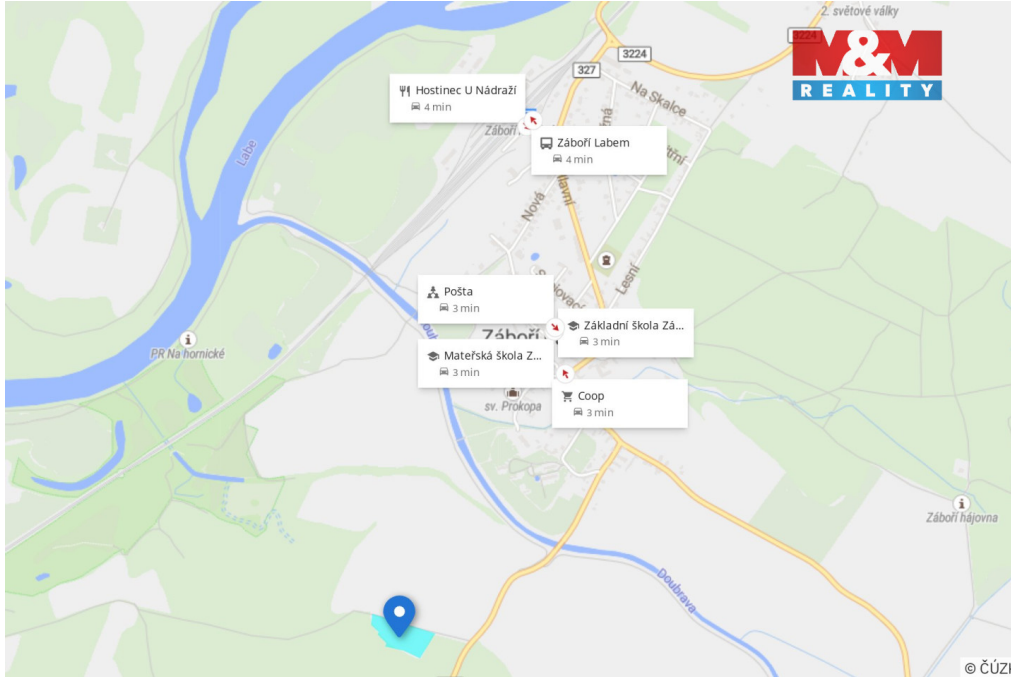 2. světové války
3224
M&M
REALITY
3224
327
Na Skalce
Hostinec U Nádraží
4 min
Záboří
Záboří Labem
4 min
Labe
Nová
Hlavní
Lesní
Pošta
3 min
Základní škola Zá...
3 min
PR Na hornické
Záboří
Mateřská škola Z...
3 min
sv. Prokopa
Coop
3 min
Záboří hájovna
Doubrava
© ČÚZK